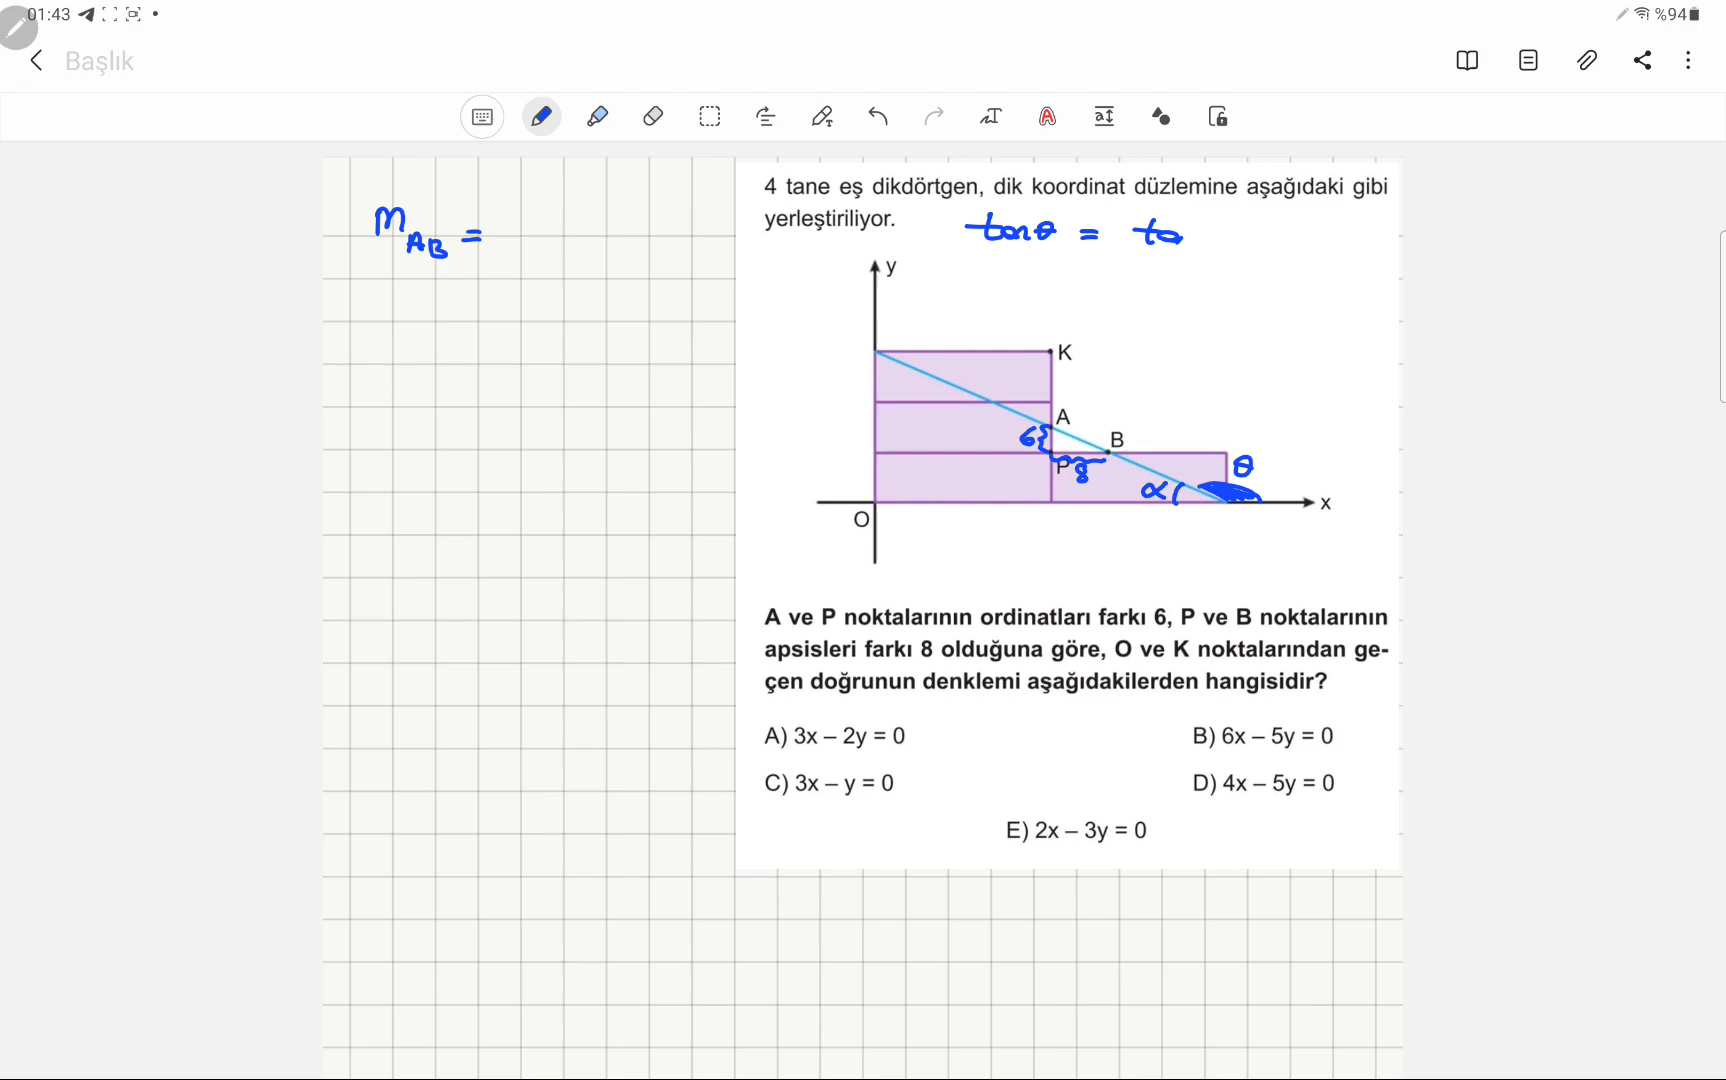 01:43
%94
Başlık
4 tane eş dikdörtgen, dik koordinat düzlemine aşağıdaki gibi
yerleştiriliyor.
tanθ = ta
m_AB =
y
K
A
6
B
P
8
α
θ
O
x
A ve P noktalarının ordinatları farkı 6, P ve B noktalarının
apsisleri farkı 8 olduğuna göre, O ve K noktalarından ge-
çen doğrunun denklemi aşağıdakilerden hangisidir?
A) 3x – 2y = 0
B) 6x – 5y = 0
C) 3x – y = 0
D) 4x – 5y = 0
E) 2x – 3y = 0